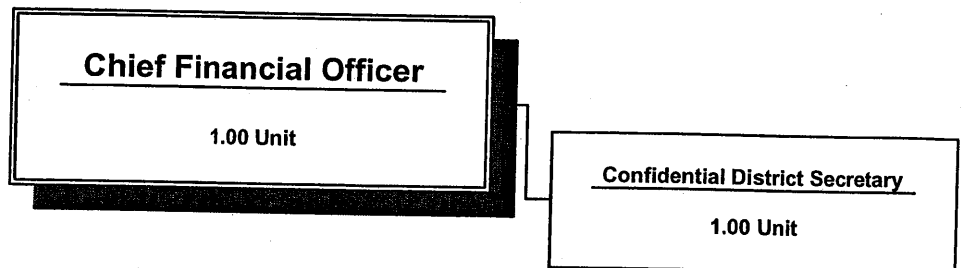 Chief Financial Officer
1.00 Unit
Confidential District Secretary
1.00 Unit